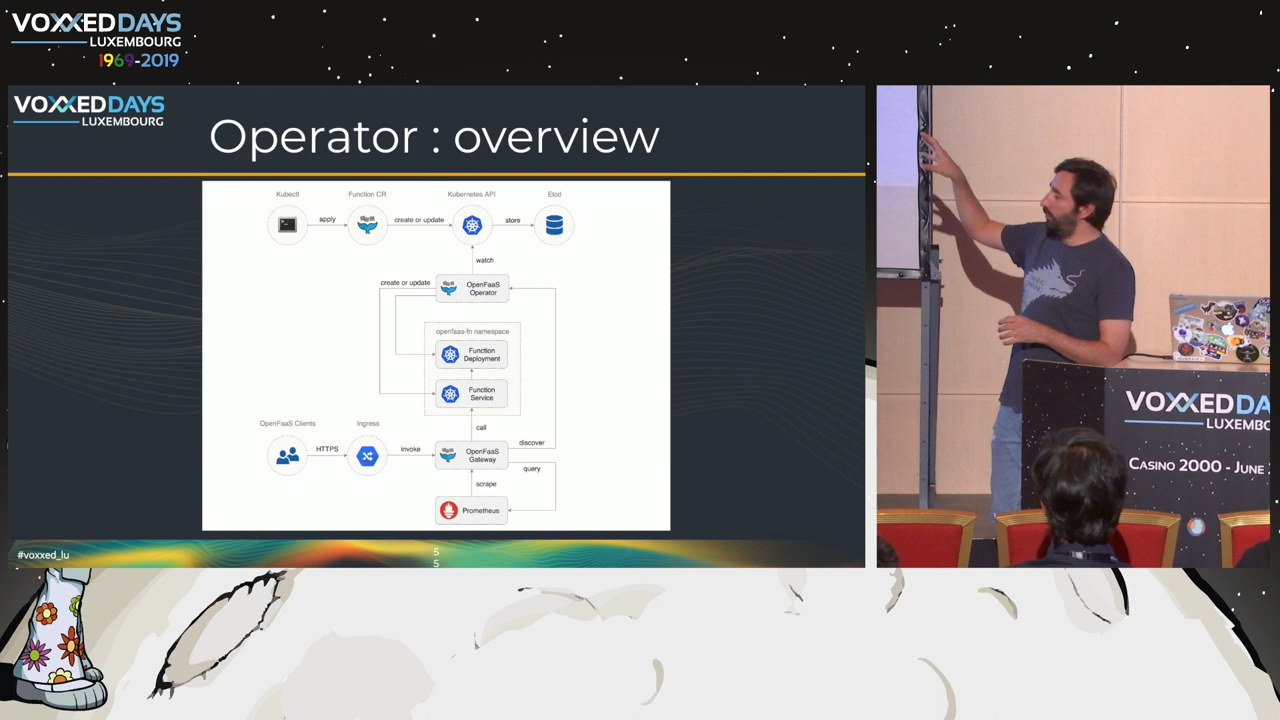 VOXXEDDAYS
LUXEMBOURG
1969-2019
VOXXEDDAYS
LUXEMBOURG
Operator : overview
Kubectl
Function CR
Kubernetes API
Etcd
apply
create or update
store
watch
create or update
OpenFaaS
Operator
openfaas-fn namespace
Function
Deployment
Function
Service
OpenFaaS Clients
Ingress
call
HTTPS
invoke
OpenFaaS
Gateway
discover
query
scrape
Prometheus
#voxxed_lu
5
5
VOXXED DA
LUXEMBO
CASINO 2000 - JUNE